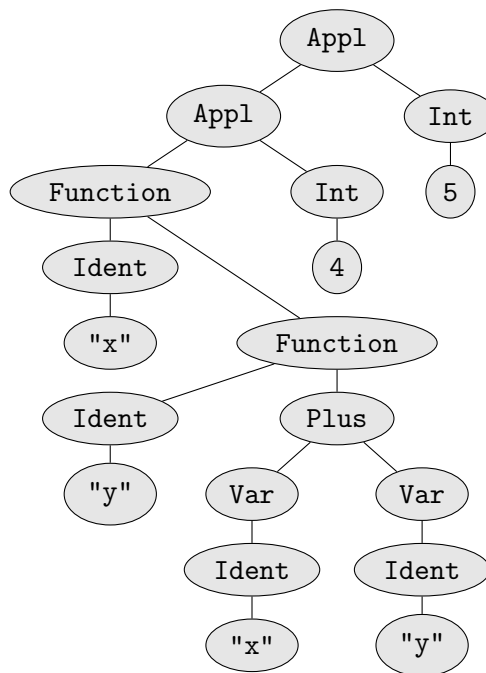 Appl
Appl Int
Function Int 5
Ident 4
"x" Function
Ident Plus
"y" Var Var
Ident Ident
"x" "y"